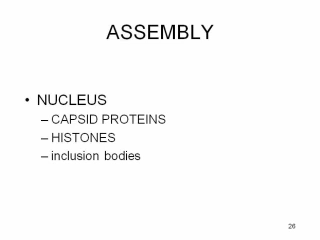 ASSEMBLY
• NUCLEUS
– CAPSID PROTEINS
– HISTONES
– inclusion bodies
26